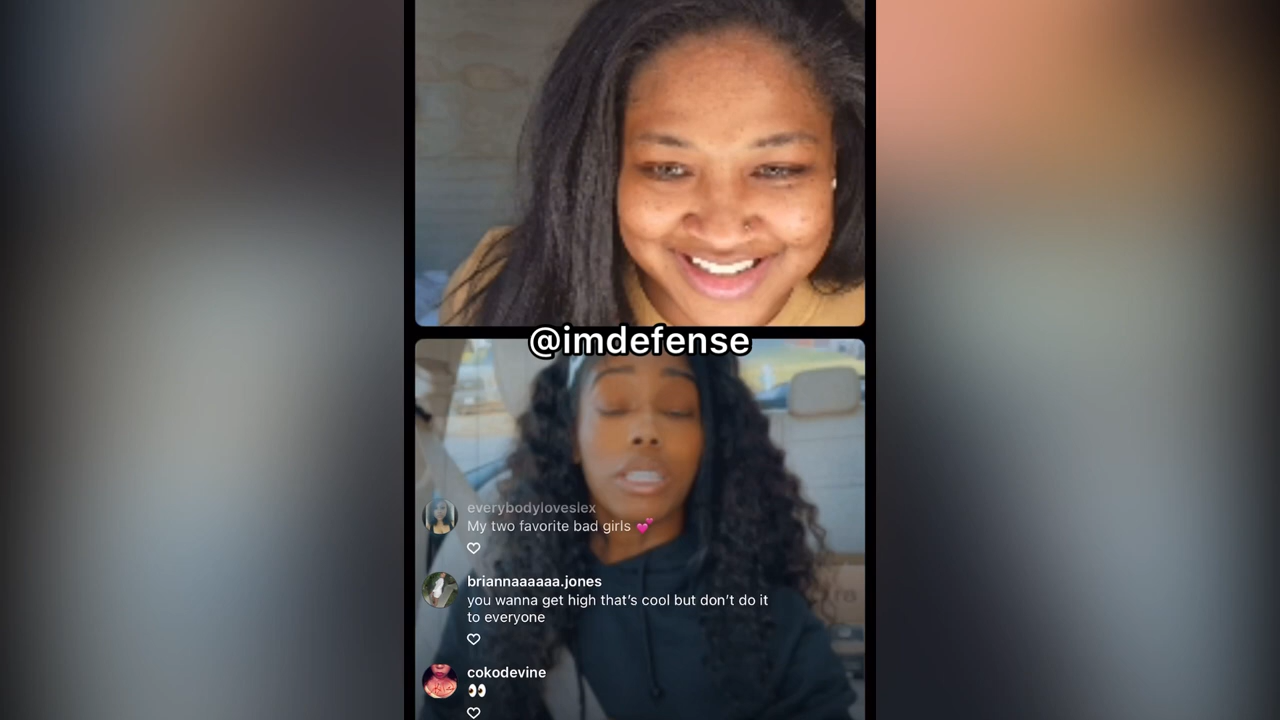 @imdefense
everybodyloveslex
My two favorite bad girls 💕
briannaaaaaa.jones
you wanna get high that’s cool but don’t do it
to everyone
cokodevine
👀